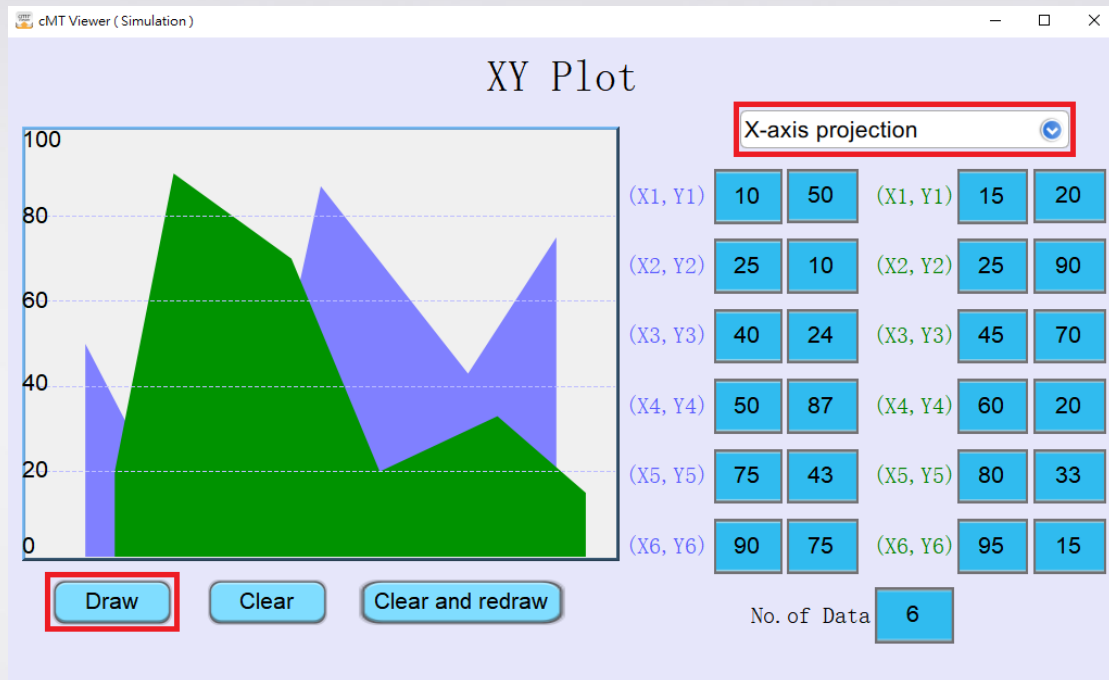 cMT Viewer ( Simulation )
XY Plot
X-axis projection
100
80
60
40
20
0
(X1, Y1) 10 50 (X1, Y1) 15 20
(X2, Y2) 25 10 (X2, Y2) 25 90
(X3, Y3) 40 24 (X3, Y3) 45 70
(X4, Y4) 50 87 (X4, Y4) 60 20
(X5, Y5) 75 43 (X5, Y5) 80 33
(X6, Y6) 90 75 (X6, Y6) 95 15
Draw Clear Clear and redraw
No. of Data 6